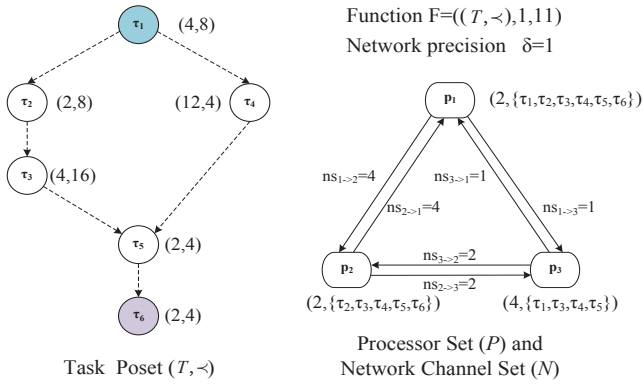 τ₁ (4,8)
τ₂ (2,8)
(12,4) τ₄
τ₃ (4,16)
τ₅ (2,4)
τ₆ (2,4)
Task Poset (T,≺)
Function F=((T,≺),1,11)
Network precision δ=1
p₁ (2,{τ₁,τ₂,τ₃,τ₄,τ₅,τ₆})
ns₁->₂=4
ns₂->₁=4
ns₃->₁=1
ns₁->₃=1
ns₃->₂=2
ns₂->₃=2
p₂
p₃
(2,{τ₂,τ₃,τ₄,τ₅,τ₆})
(4,{τ₁,τ₃,τ₄,τ₅})
Processor Set (P) and
Network Channel Set (N)